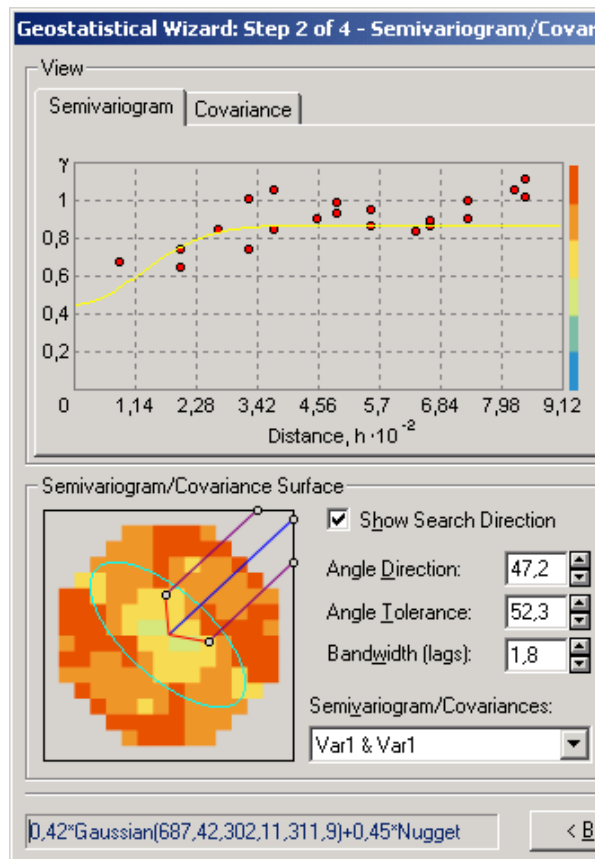 Geostatistical Wizard: Step 2 of 4 - Semivariogram/Covar
View
Semivariogram Covariance
γ
1
0,8
0,6
0,4
0,2
0 1,14 2,28 3,42 4,56 5,7 6,84 7,98 9,12
Distance, h ·10 -2
Semivariogram/Covariance Surface
Show Search Direction
Angle Direction: 47,2
Angle Tolerance: 52,3
Bandwidth (lags): 1,8
Semivariogram/Covariances:
Var1 & Var1
0,42*Gaussian(687,42,302,11,311,9)+0,45*Nugget < B